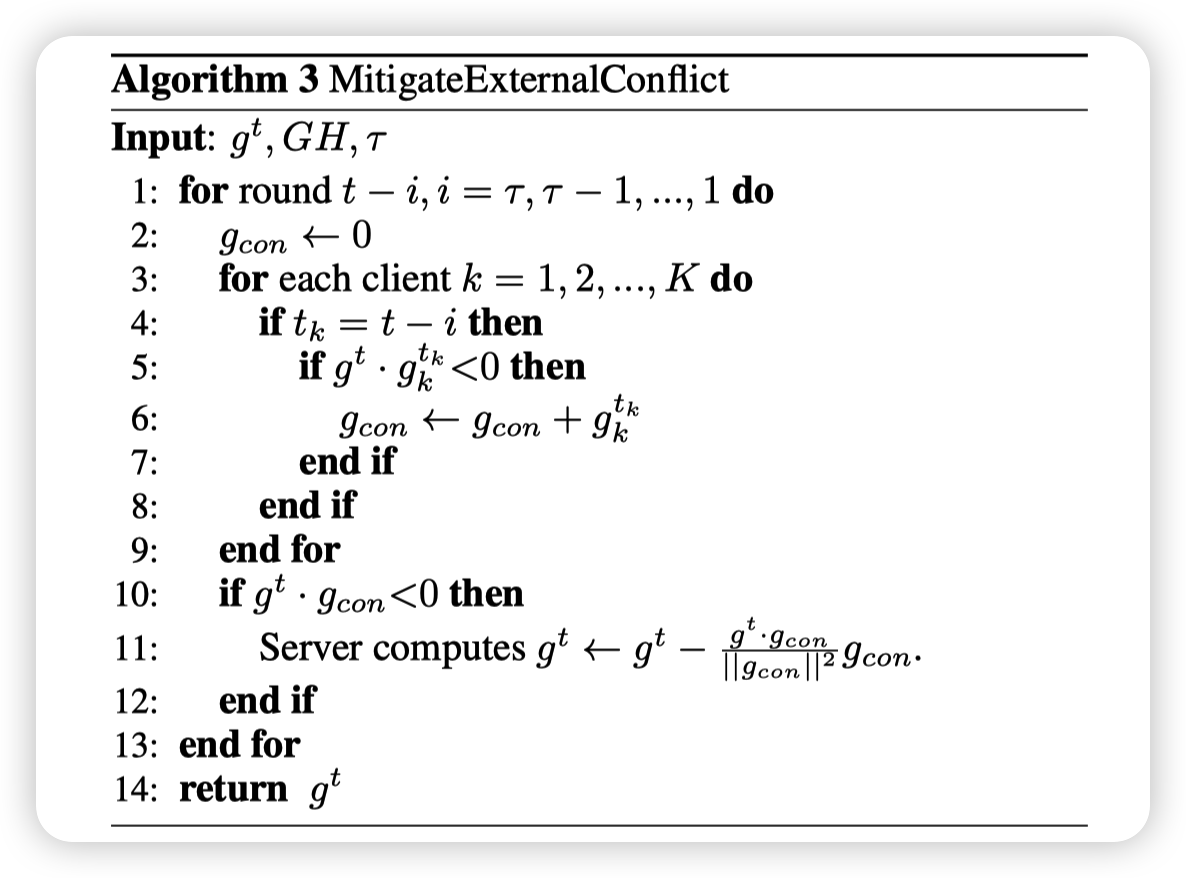 Algorithm 3 MitigateExternalConflict
Input: $g^t, GH, \tau$
1: for round $t - i, i = \tau, \tau - 1, ..., 1$ do
2: $g_{con} \leftarrow 0$
3: for each client $k = 1, 2, ..., K$ do
4: if $t_k = t - i$ then
5: if $g^t \cdot g_k^{t_k} < 0$ then
6: $g_{con} \leftarrow g_{con} + g_k^{t_k}$
7: end if
8: end if
9: end for
10: if $g^t \cdot g_{con} < 0$ then
11: Server computes $g^t \leftarrow g^t - \frac{g^t \cdot g_{con}}{||g_{con}||^2} g_{con}$.
12: end if
13: end for
14: return $g^t$